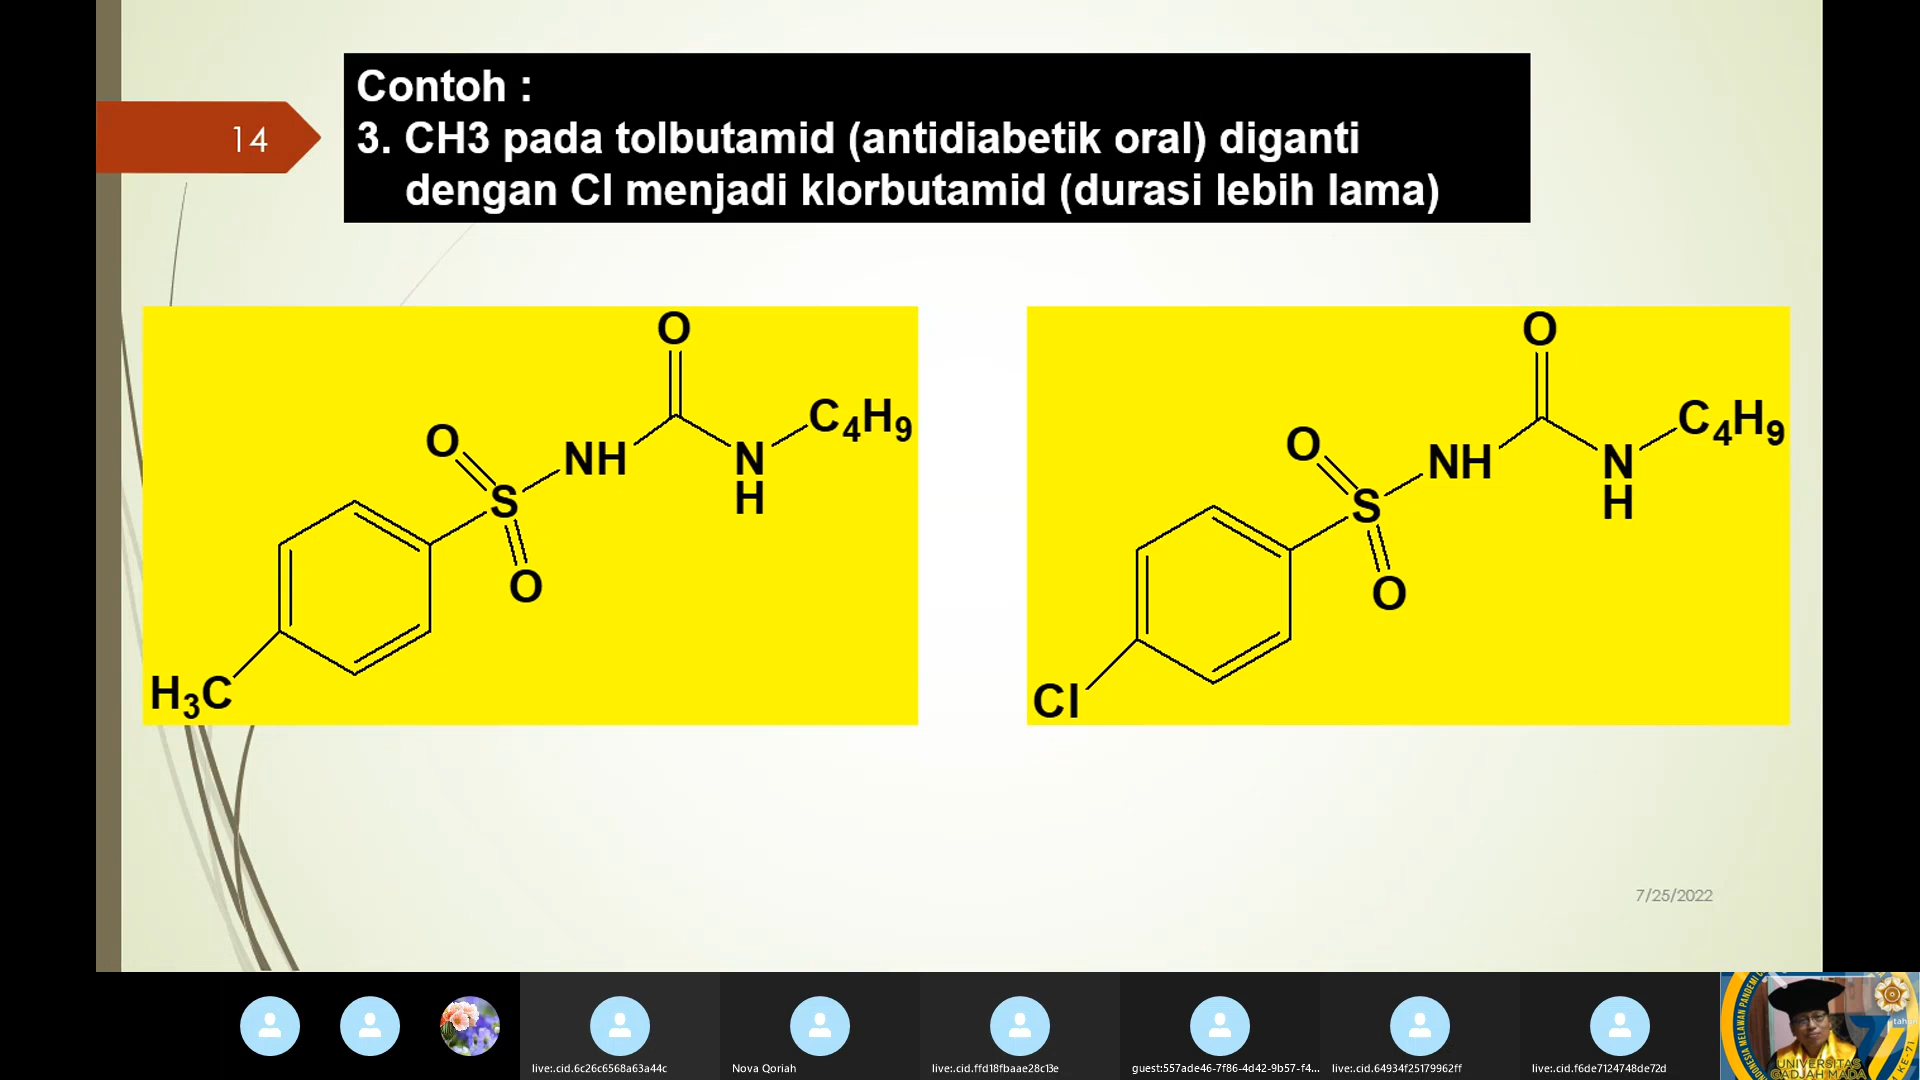 14
Contoh :
3. CH3 pada tolbutamid (antidiabetik oral) diganti
dengan Cl menjadi klorbutamid (durasi lebih lama)
O
O
S
O
NH
N
H
C4H9
H3C
O
O
S
O
NH
N
H
C4H9
Cl
7/25/2022
live:.cid.6c26c6568a63a44c
Nova Qoriah
live:.cid.ffd18fbaae28c13e
guest:557ade46-7f86-4d42-9b57-f4...
live:.cid.64934f25179962ff
live:.cid.f6de7124748de72d
UNIVERSITAS
GADJAH MADA